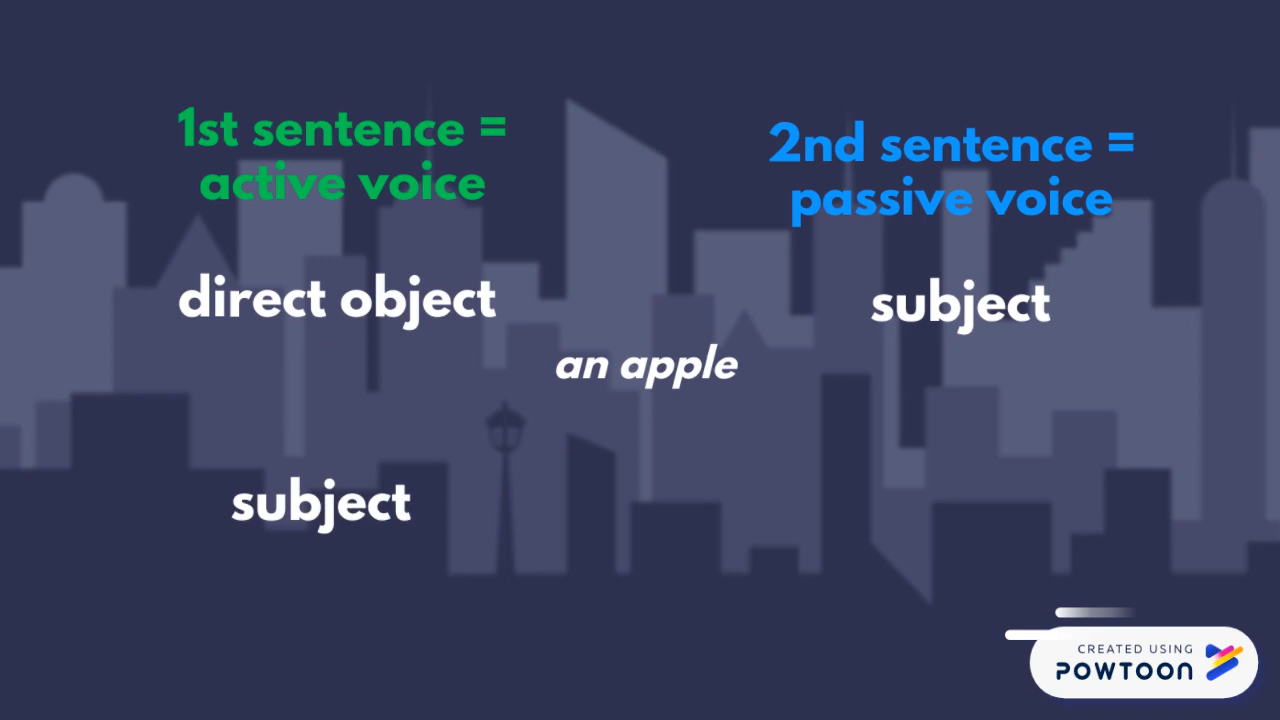 1st sentence =
active voice
2nd sentence =
passive voice
direct object
subject
an apple
subject
CREATED USING
POWTOON